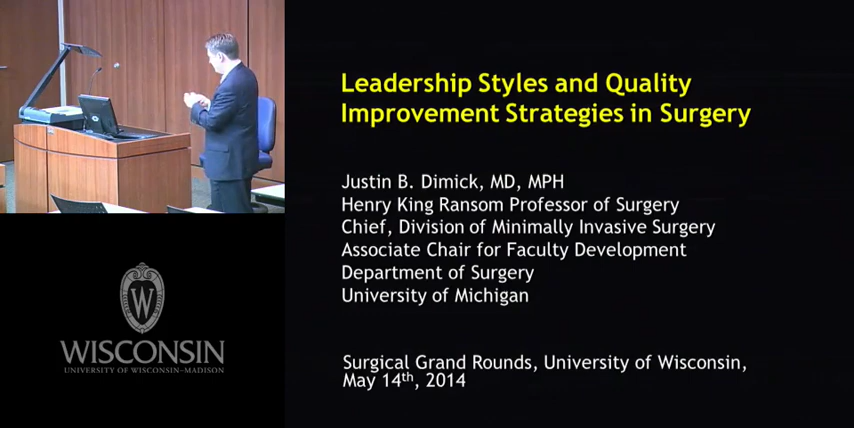 Leadership Styles and Quality
Improvement Strategies in Surgery
Justin B. Dimick, MD, MPH
Henry King Ransom Professor of Surgery
Chief, Division of Minimally Invasive Surgery
Associate Chair for Faculty Development
Department of Surgery
University of Michigan
Surgical Grand Rounds, University of Wisconsin,
May 14th, 2014
W
WISCONSIN
UNIVERSITY OF WISCONSIN–MADISON